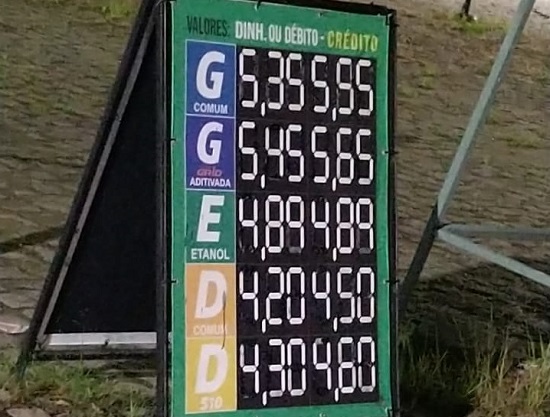 VALORES: DINH. OU DÉBITO - CRÉDITO
G COMUM 5,35 5,95
G GRID ADITIVADA 5,45 5,65
E ETANOL 4,89 4,89
D COMUM 4,20 4,50
D S10 4,30 4,60